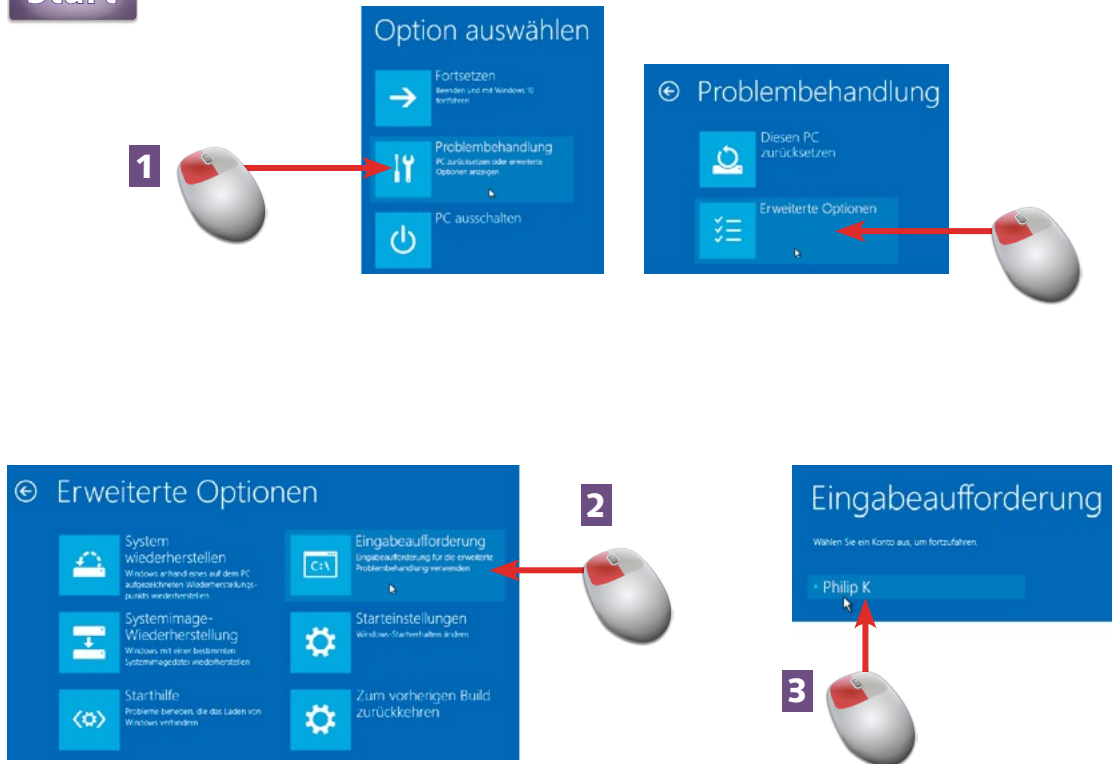 Start
Option auswählen
Fortsetzen
Beenden und mit Windows 10
fortfahren
1
Problembehandlung
PC zurücksetzen oder erweiterte
Optionen anzeigen
PC ausschalten
Problembehandlung
Diesen PC
zurücksetzen
Erweiterte Optionen
Erweiterte Optionen
System
wiederherstellen
Windows anhand eines auf dem PC
aufgezeichneten Wiederherstellungs-
punkts wiederherstellen
C:\
Eingabeaufforderung
Eingabeaufforderung für die erweiterte
Problembehandlung verwenden
2
Systemimage-
Wiederherstellung
Windows mit einer bestimmten
Systemimagedatei wiederherstellen
Starteinstellungen
Windows-Startverhalten ändern
Starthilfe
Probleme beheben, die das Laden von
Windows verhindern
Zum vorherigen Build
zurückkehren
Eingabeaufforderung
Wählen Sie ein Konto aus, um fortzufahren.
Philip K
3